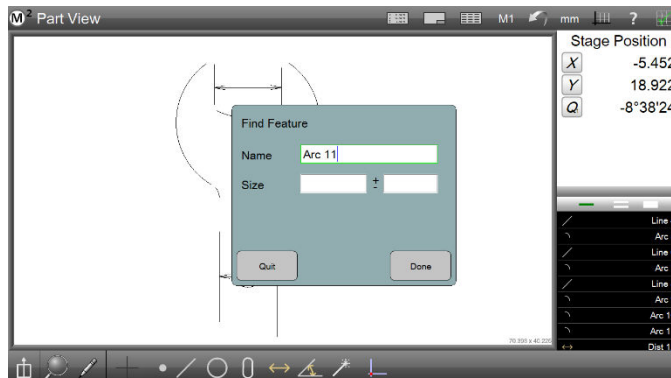 M2 Part View M1 mm ?
Stage Position
X -5.452
Y 18.922
Q -8°38'24
Find Feature
Name Arc 11
Size + -
Quit Done
Line
Arc
Line
Arc
Line
Arc
Arc 1
Arc 1
Dist 1